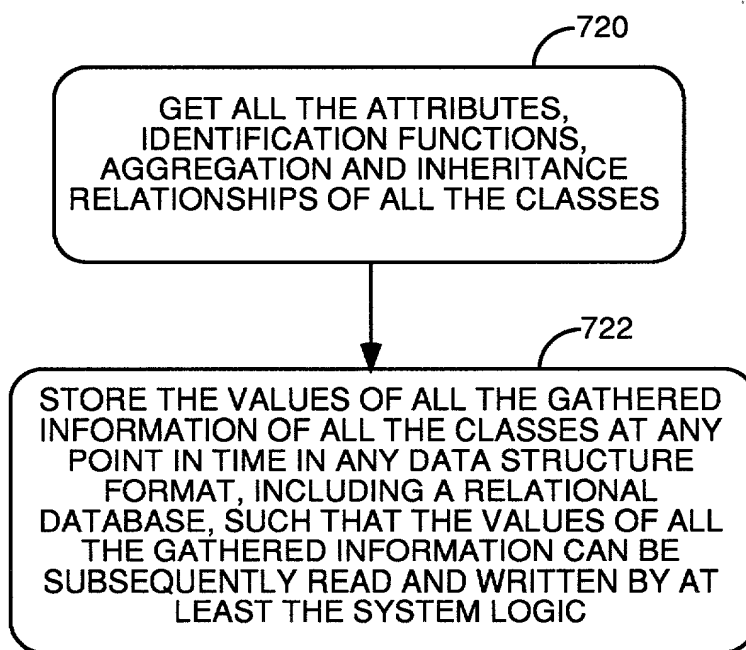 720
GET ALL THE ATTRIBUTES,
IDENTIFICATION FUNCTIONS,
AGGREGATION AND INHERITANCE
RELATIONSHIPS OF ALL THE CLASSES
722
STORE THE VALUES OF ALL THE GATHERED
INFORMATION OF ALL THE CLASSES AT ANY
POINT IN TIME IN ANY DATA STRUCTURE
FORMAT, INCLUDING A RELATIONAL
DATABASE, SUCH THAT THE VALUES OF ALL
THE GATHERED INFORMATION CAN BE
SUBSEQUENTLY READ AND WRITTEN BY AT
LEAST THE SYSTEM LOGIC